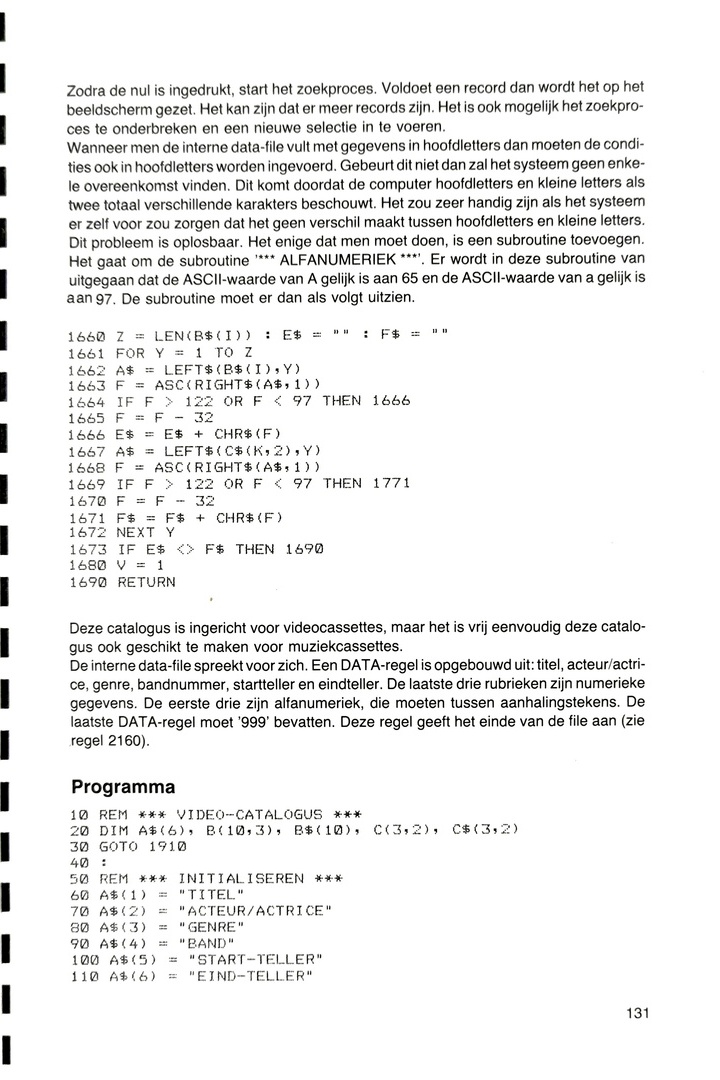 Zodra de nul is ingedrukt, start het zoekproces. Voldoet een record dan wordt het op het
beeldscherm gezet. Het kan zijn dat er meer records zijn. Het is ook mogelijk het zoekpro-
ces te onderbreken en een nieuwe selectie in te voeren.
Wanneer men de interne data-file vult met gegevens in hoofdletters dan moeten de condi-
ties ook in hoofdletters worden ingevoerd. Gebeurt dit niet dan zal het systeem geen enke-
le overeenkomst vinden. Dit komt doordat de computer hoofdletters en kleine letters als
twee totaal verschillende karakters beschouwt. Het zou zeer handig zijn als het systeem
er zelf voor zou zorgen dat het geen verschil maakt tussen hoofdletters en kleine letters.
Dit probleem is oplosbaar. Het enige dat men moet doen, is een subroutine toevoegen.
Het gaat om de subroutine '*** ALFANUMERIEK ***'. Er wordt in deze subroutine van
uitgegaan dat de ASCII-waarde van A gelijk is aan 65 en de ASCII-waarde van a gelijk is
aan 97. De subroutine moet er dan als volgt uitzien.
1660 Z = LEN(B$(I)) : E$ = "" : F$ = ""
1661 FOR Y = 1 TO Z
1662 A$ = LEFT$(B$(I),Y)
1663 F = ASC(RIGHT$(A$,1))
1664 IF F > 122 OR F < 97 THEN 1666
1665 F = F - 32
1666 E$ = E$ + CHR$(F)
1667 A$ = LEFT$(C$(K,2),Y)
1668 F = ASC(RIGHT$(A$,1))
1669 IF F > 122 OR F < 97 THEN 1771
1670 F = F - 32
1671 F$ = F$ + CHR$(F)
1672 NEXT Y
1673 IF E$ <> F$ THEN 1690
1680 V = 1
1690 RETURN
Deze catalogus is ingericht voor videocassettes, maar het is vrij eenvoudig deze catalo-
gus ook geschikt te maken voor muziekcassettes.
De interne data-file spreekt voor zich. Een DATA-regel is opgebouwd uit: titel, acteur/actri-
ce, genre, bandnummer, startteller en eindteller. De laatste drie rubrieken zijn numerieke
gegevens. De eerste drie zijn alfanumeriek, die moeten tussen aanhalingstekens. De
laatste DATA-regel moet '999' bevatten. Deze regel geeft het einde van de file aan (zie
regel 2160).
Programma
10 REM *** VIDEO-CATALOGUS ***
20 DIM A$(6), B(10,3), B$(10), C(3,2), C$(3,2)
30 GOTO 1910
40 :
50 REM *** INITIALISEREN ***
60 A$(1) = "TITEL"
70 A$(2) = "ACTEUR/ACTRICE"
80 A$(3) = "GENRE"
90 A$(4) = "BAND"
100 A$(5) = "START-TELLER"
110 A$(6) = "EIND-TELLER"
131